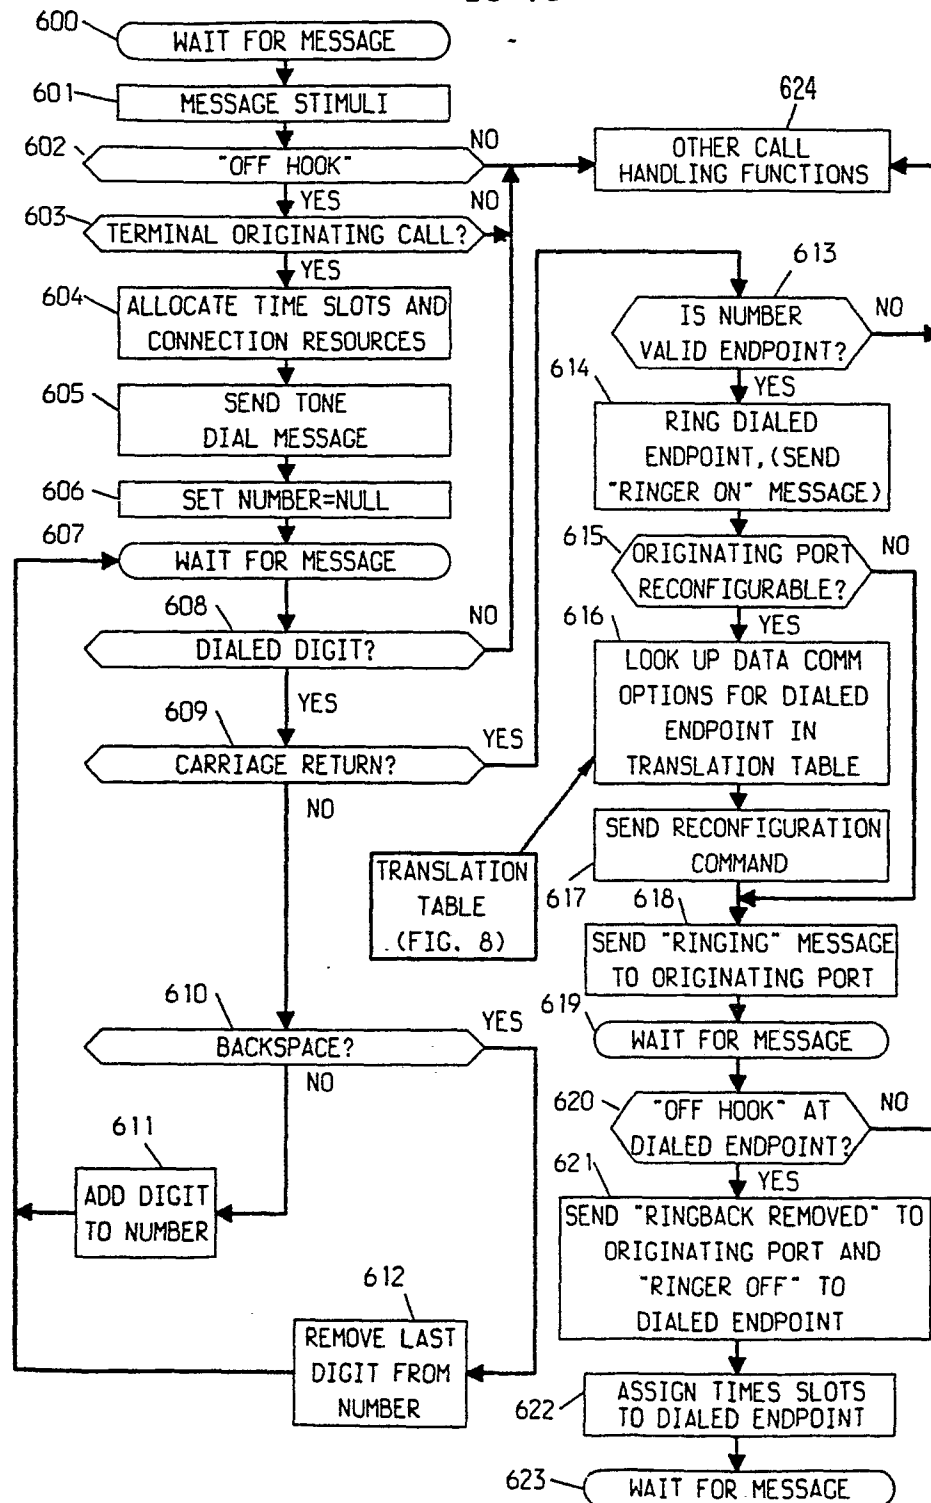 600
WAIT FOR MESSAGE
601
MESSAGE STIMULI
602
"OFF HOOK"
NO
YES
603
TERMINAL ORIGINATING CALL?
NO
YES
604
ALLOCATE TIME SLOTS AND
CONNECTION RESOURCES
605
SEND TONE
DIAL MESSAGE
606
SET NUMBER=NULL
607
WAIT FOR MESSAGE
608
DIALED DIGIT?
NO
YES
609
CARRIAGE RETURN?
YES
NO
TRANSLATION
TABLE
(FIG. 8)
610
BACKSPACE?
YES
NO
611
ADD DIGIT
TO NUMBER
612
REMOVE LAST
DIGIT FROM
NUMBER
624
OTHER CALL
HANDLING FUNCTIONS
613
IS NUMBER
VALID ENDPOINT?
NO
YES
614
RING DIALED
ENDPOINT,(SEND
"RINGER ON" MESSAGE)
615
ORIGINATING PORT
RECONFIGURABLE?
NO
YES
616
LOOK UP DATA COMM
OPTIONS FOR DIALED
ENDPOINT IN
TRANSLATION TABLE
SEND RECONFIGURATION
COMMAND
617
618
SEND "RINGING" MESSAGE
TO ORIGINATING PORT
619
WAIT FOR MESSAGE
620
"OFF HOOK" AT
DIALED ENDPOINT?
NO
YES
621
SEND "RINGBACK REMOVED" TO
ORIGINATING PORT AND
"RINGER OFF" TO
DIALED ENDPOINT
622
ASSIGN TIMES SLOTS
TO DIALED ENDPOINT
623
WAIT FOR MESSAGE